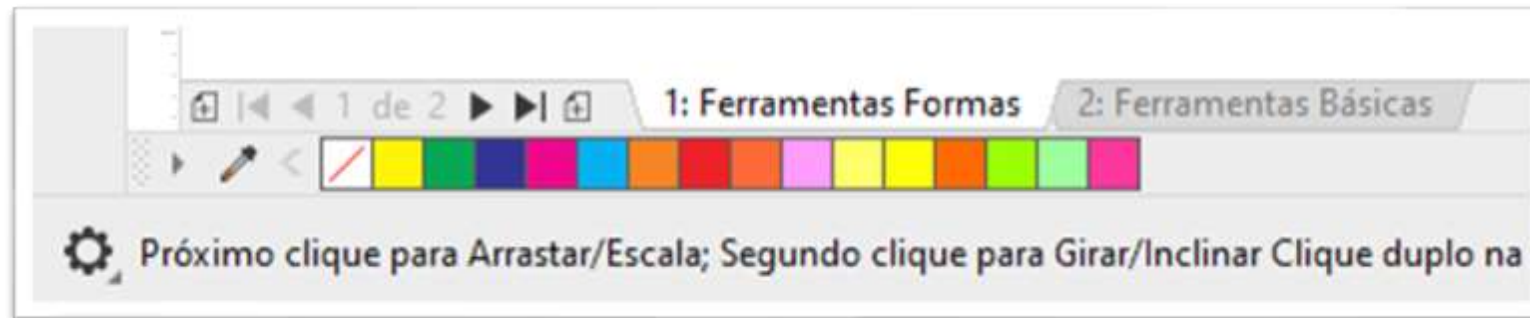 1 de 2 1: Ferramentas Formas 2: Ferramentas Básicas
Próximo clique para Arrastar/Escala; Segundo clique para Girar/Inclinar Clique duplo na